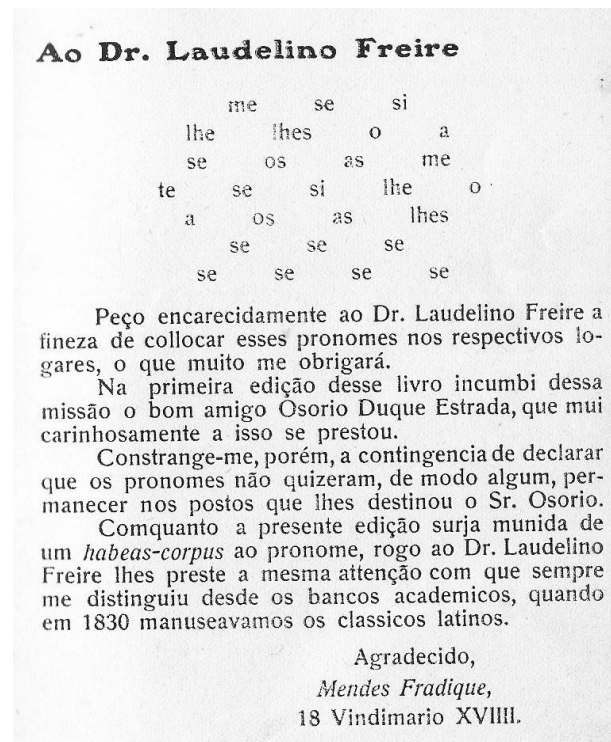 Ao Dr. Laudelino Freire
me se si
lhe lhes o a
se os as me
te se si lhe o
a os as lhes
se se se
se se se se
Peço encarecidamente ao Dr. Laudelino Freire a
fineza de collocar esses pronomes nos respectivos lo-
gares, o que muito me obrigará.
Na primeira edição desse livro incumbi dessa
missão o bom amigo Osorio Duque Estrada, que mui
carinhosamente a isso se prestou.
Constrange-me, porém, a contingencia de declarar
que os pronomes não quizeram, de modo algum, per-
manecer nos postos que lhes destinou o Sr. Osorio.
Comquanto a presente edição surja munida de
um habeas-corpus ao pronome, rogo ao Dr. Laudelino
Freire lhes preste a mesma attenção com que sempre
me distinguiu desde os bancos academicos, quando
em 1830 manuseavamos os classicos latinos.
Agradecido,
Mendes Fradique,
18 Vindimario XVIIII.